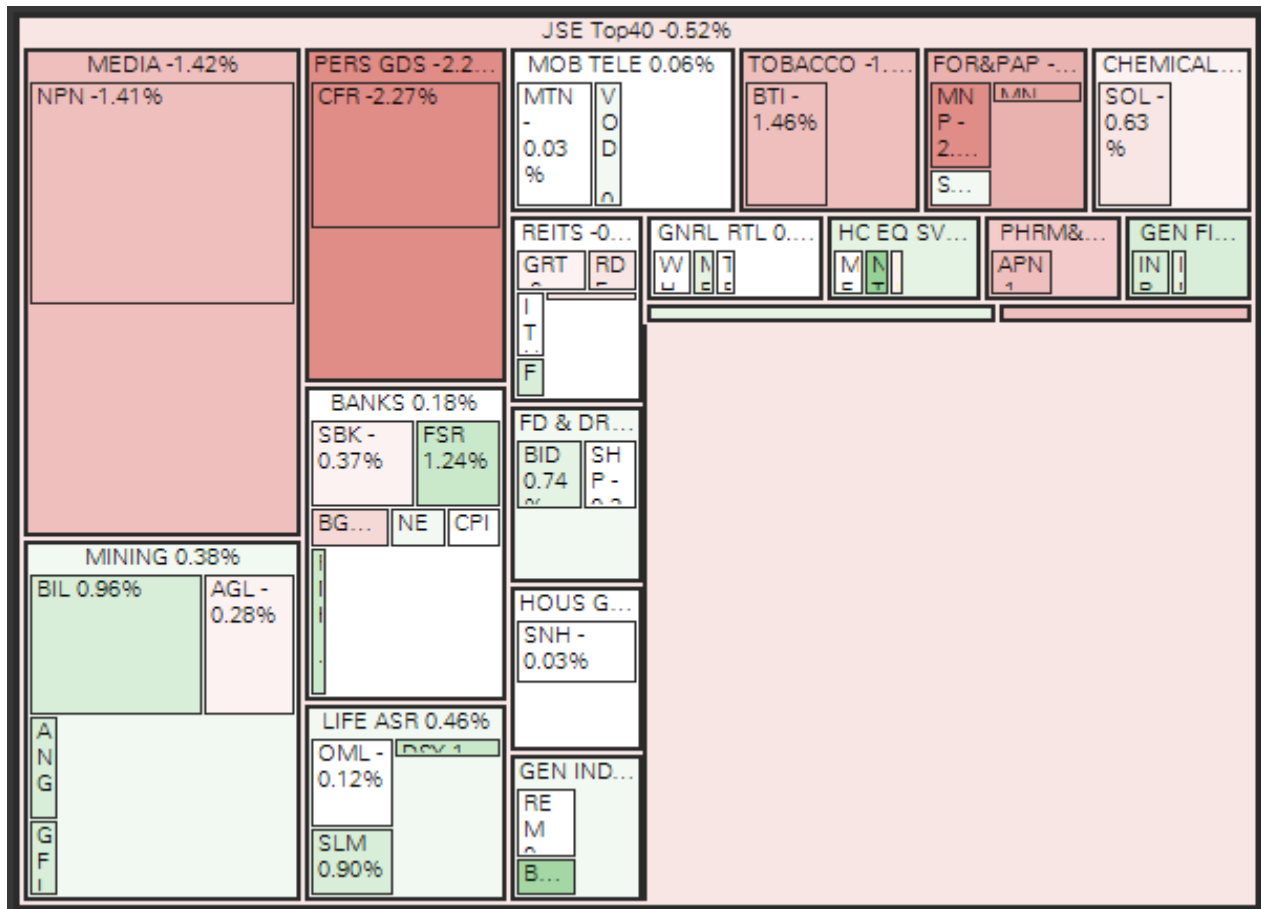 JSE Top40 -0.52%
MEDIA -1.42%
NPN -1.41%
PERS GDS -2.2...
CFR -2.27%
MOB TELE 0.06%
MTN
-
0.03
%
V
O
D
TOBACCO -1....
BTI -
1.46%
FOR&PAP -...
MN
P -
2....
MN
S...
CHEMICAL...
SOL -
0.63
%
REITS -0...
GRT
RD
I
T
F
GNRL RTL 0....
W
HC EQ SV...
M
N
PHRM&...
APN
GEN FI...
IN
BANKS 0.18%
SBK -
0.37%
FSR
1.24%
BG...
NE
CPI
FD & DR...
BID
0.74
%
SH
P -
HOUS G...
SNH -
0.03%
MINING 0.38%
BIL 0.96%
AGL -
0.28%
A
N
G
G
F
I
LIFE ASR 0.46%
OML -
0.12%
DSY 1
SLM
0.90%
GEN IND...
RE
M
B...